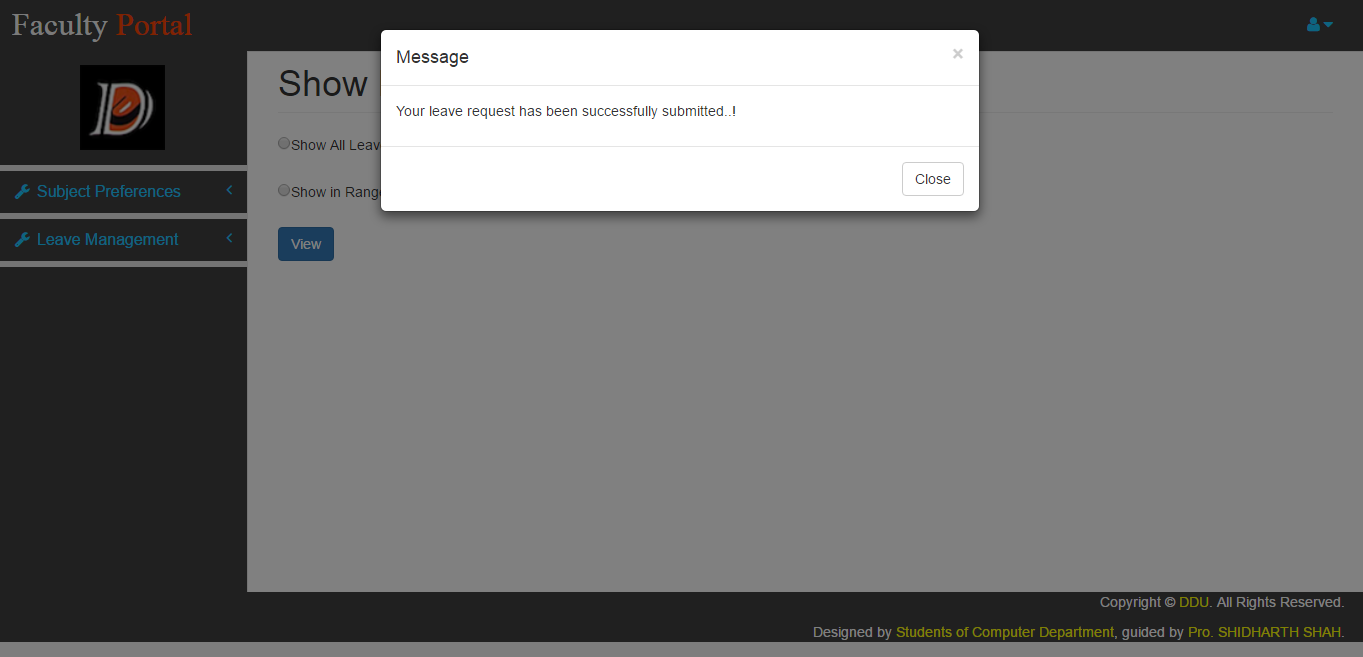 Faculty Portal
Message
×
Your leave request has been successfully submitted..!
Close
Show
Show All Leav
Show in Rang
View
Subject Preferences
Leave Management
Copyright © DDU. All Rights Reserved.
Designed by Students of Computer Department, guided by Pro. SHIDHARTH SHAH.